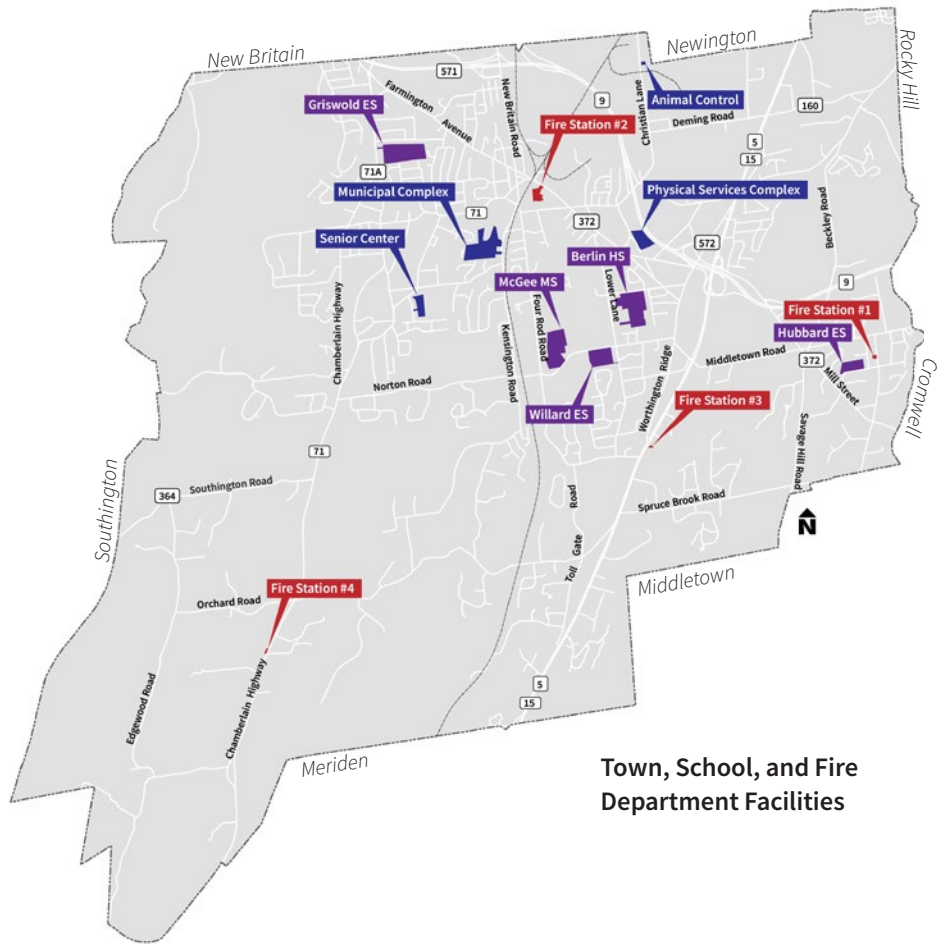 New Britain
Newington
Rocky Hill
571
Farmington Avenue
New Britain Road
9
Christian Lane
Animal Control
Griswold ES
160
Deming Road
Fire Station #2
5
15
71A
Municipal Complex
Physical Services Complex
Beckley Road
71
372
572
Senior Center
Berlin HS
McGee MS
Lower Lane
9
Chamberlain Highway
Four Rod Road
Fire Station #1
Hubbard ES
Kensington Road
Worthington Ridge
Middletown Road
372
Mill Street
Cromwell
Norton Road
Willard ES
Fire Station #3
Savage Hill Road
71
Southington
364
Southington Road
Toll Gate Road
Spruce Brook Road
N
Middletown
Fire Station #4
Orchard Road
Edgewood Road
Chamberlain Highway
5
15
Meriden
Town, School, and Fire
Department Facilities